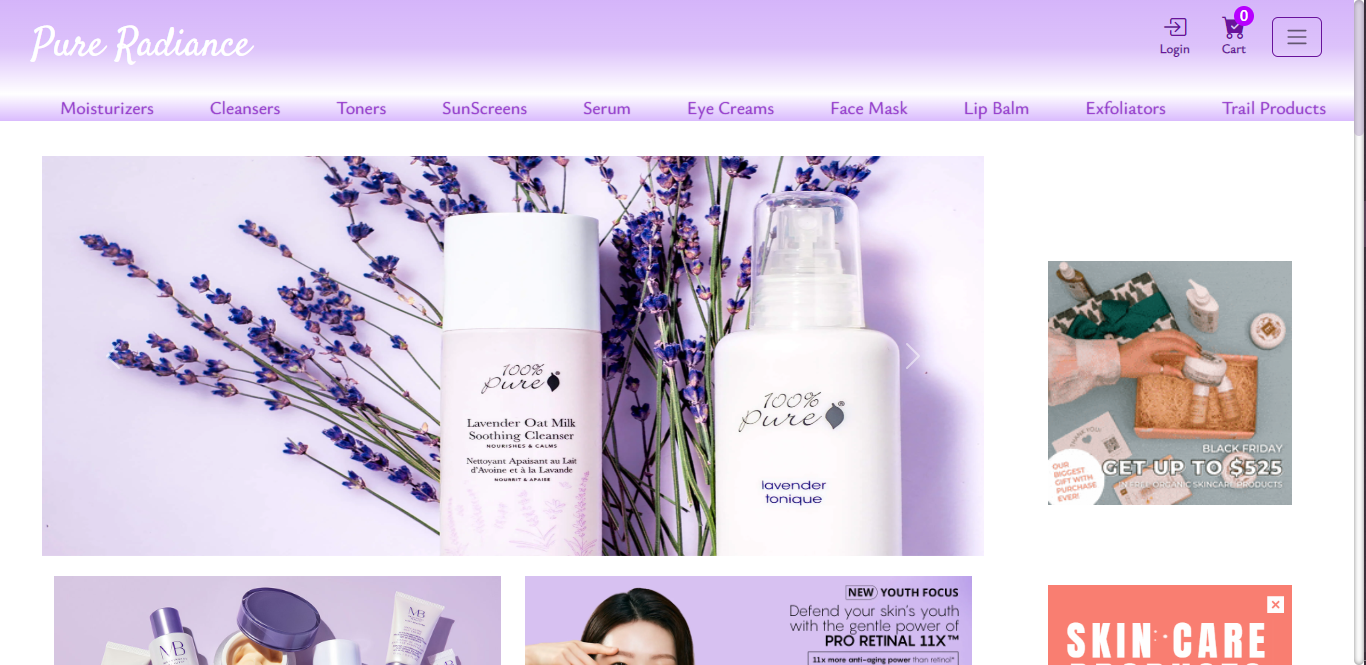 Pure Radiance
Login
0
Cart
Moisturizers Cleansers Toners SunScreens Serum Eye Creams Face Mask Lip Balm Exfoliators Trail Products
100%
pure
Lavender Oat Milk
Soothing Cleanser
NOURISHES & CALMS
Nettoyant Apaisant au Lait
d'Avoine et à la Lavande
NOURRIT & APAISE
100%
pure
lavender
tonique
THANK YOU!
BLACK FRIDAY
GET UP TO $525
IN FREE ORGANIC SKINCARE PRODUCTS
OUR
BIGGEST
GIFT WITH
PURCHASE
EVER!
MB
MB
NEW YOUTH FOCUS
Defend your skin's youth
with the gentle power of
PRO RETINAL 11X™
11x more anti-aging power than retinol*
SKIN CARE